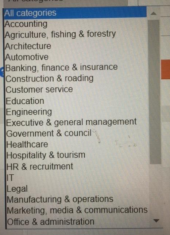 All categories
Accounting
Agriculture, fishing & forestry
Architecture
Automotive
Banking, finance & insurance
Construction & roading
Customer service
Education
Engineering
Executive & general management
Government & council
Healthcare
Hospitality & tourism
HR & recruitment
IT
Legal
Manufacturing & operations
Marketing, media & communications
Office & administration